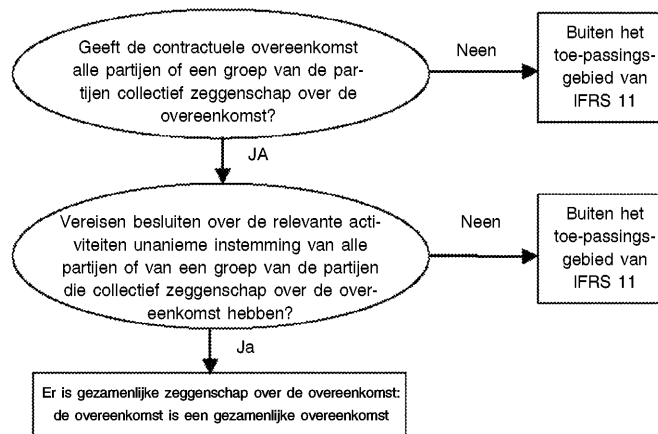 Geeft de contractuele overeenkomst
alle partijen of een groep van de par-
tijen collectief zeggenschap over de
overeenkomst?
Neen
Buiten het
toe-passings-
gebied van
IFRS 11
JA
Vereisen besluiten over de relevante acti-
viteiten unanieme instemming van alle
partijen of van een groep van de partijen
die collectief zeggenschap over de over-
eenkomst hebben?
Neen
Buiten het
toe-passings-
gebied van
IFRS 11
Ja
Er is gezamenlijke zeggenschap over de overeenkomst:
de overeenkomst is een gezamenlijke overeenkomst